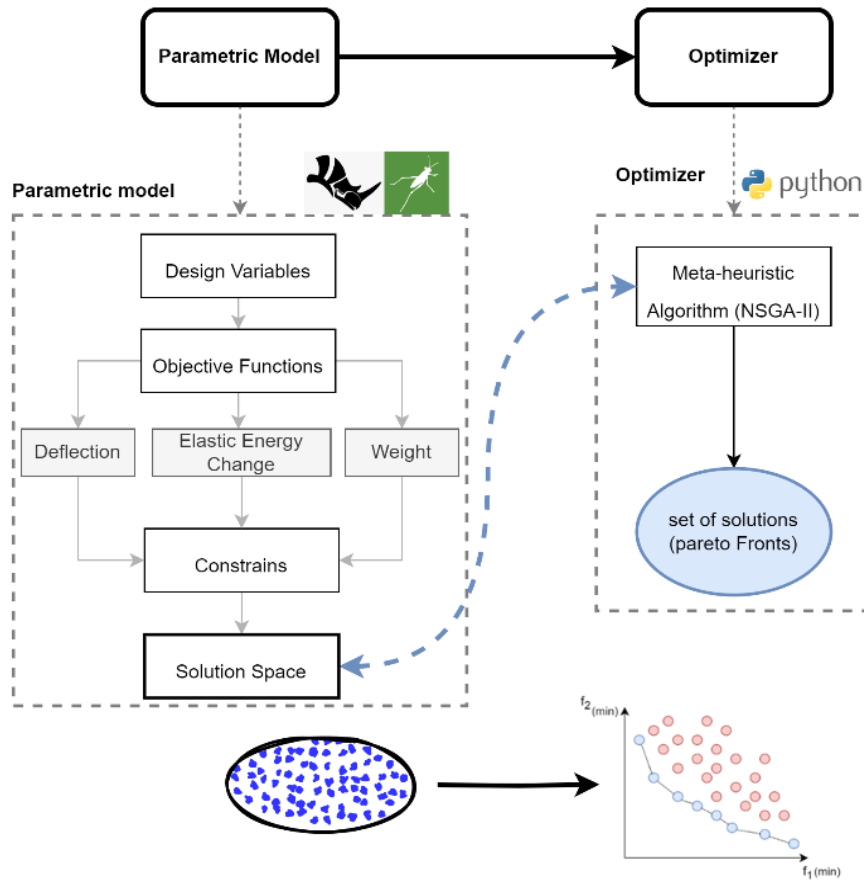 Parametric Model
Optimizer
Parametric model
Optimizer
python
Design Variables
Objective Functions
Deflection
Elastic Energy
Change
Weight
Constrains
Solution Space
Meta-heuristic
Algorithm (NSGA-II)
set of solutions
(pareto Fronts)
f2(min)
f1(min)